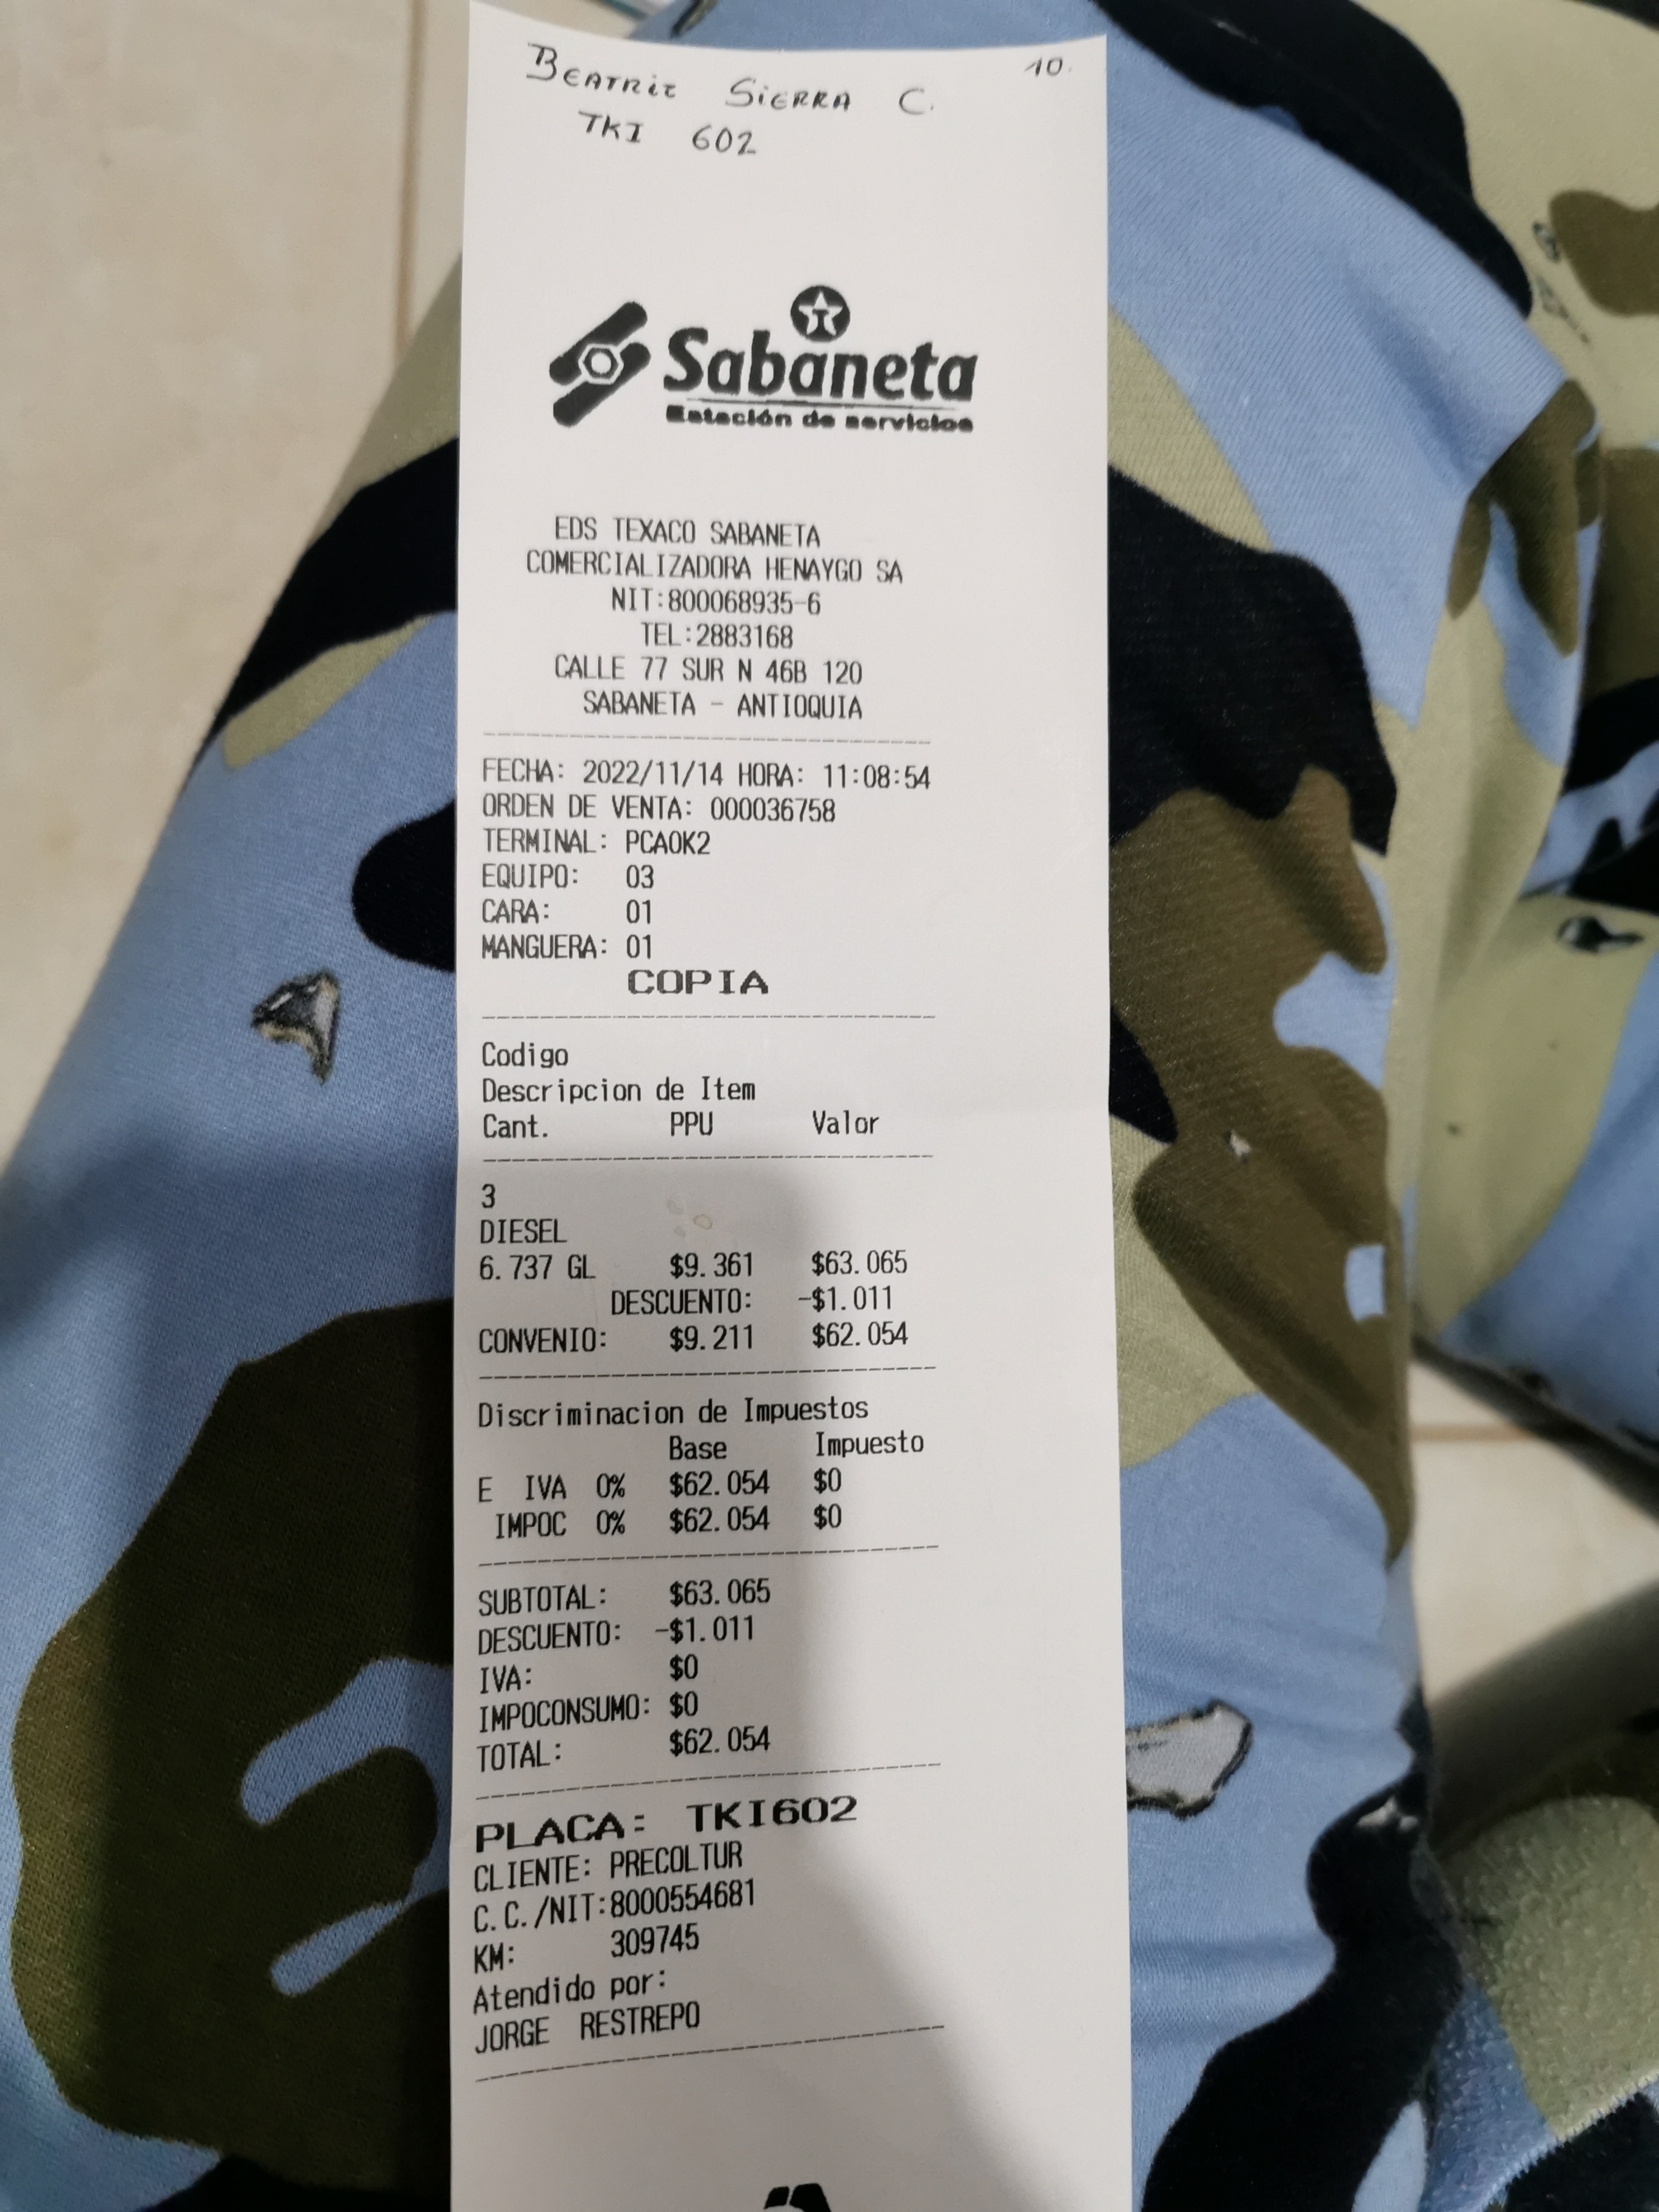 BEATRIZ SIERRA C. 10.
TKI 602
Sabaneta
Estación de servicios
EDS TEXACO SABANETA
COMERCIALIZADORA HENAYGO SA
NIT:800068935-6
TEL:2883168
CALLE 77 SUR N 46B 120
SABANETA - ANTIOQUIA
FECHA: 2022/11/14 HORA: 11:08:54
ORDEN DE VENTA: 000036758
TERMINAL: PCAOK2
EQUIPO: 03
CARA: 01
MANGUERA: 01
COPIA
Codigo
Descripcion de Item
Cant. PPU Valor
3
DIESEL
6.737 GL $9.361 $63.065
DESCUENTO: -$1.011
CONVENIO: $9.211 $62.054
Discriminacion de Impuestos
Base Impuesto
E IVA 0% $62.054 $0
IMPOC 0% $62.054 $0
SUBTOTAL: $63.065
DESCUENTO: -$1.011
IVA: $0
IMPOCONSUMO: $0
TOTAL: $62.054
PLACA: TKI602
CLIENTE: PRECOLTUR
C.C./NIT:8000554681
KM: 309745
Atendido por:
JORGE RESTREPO